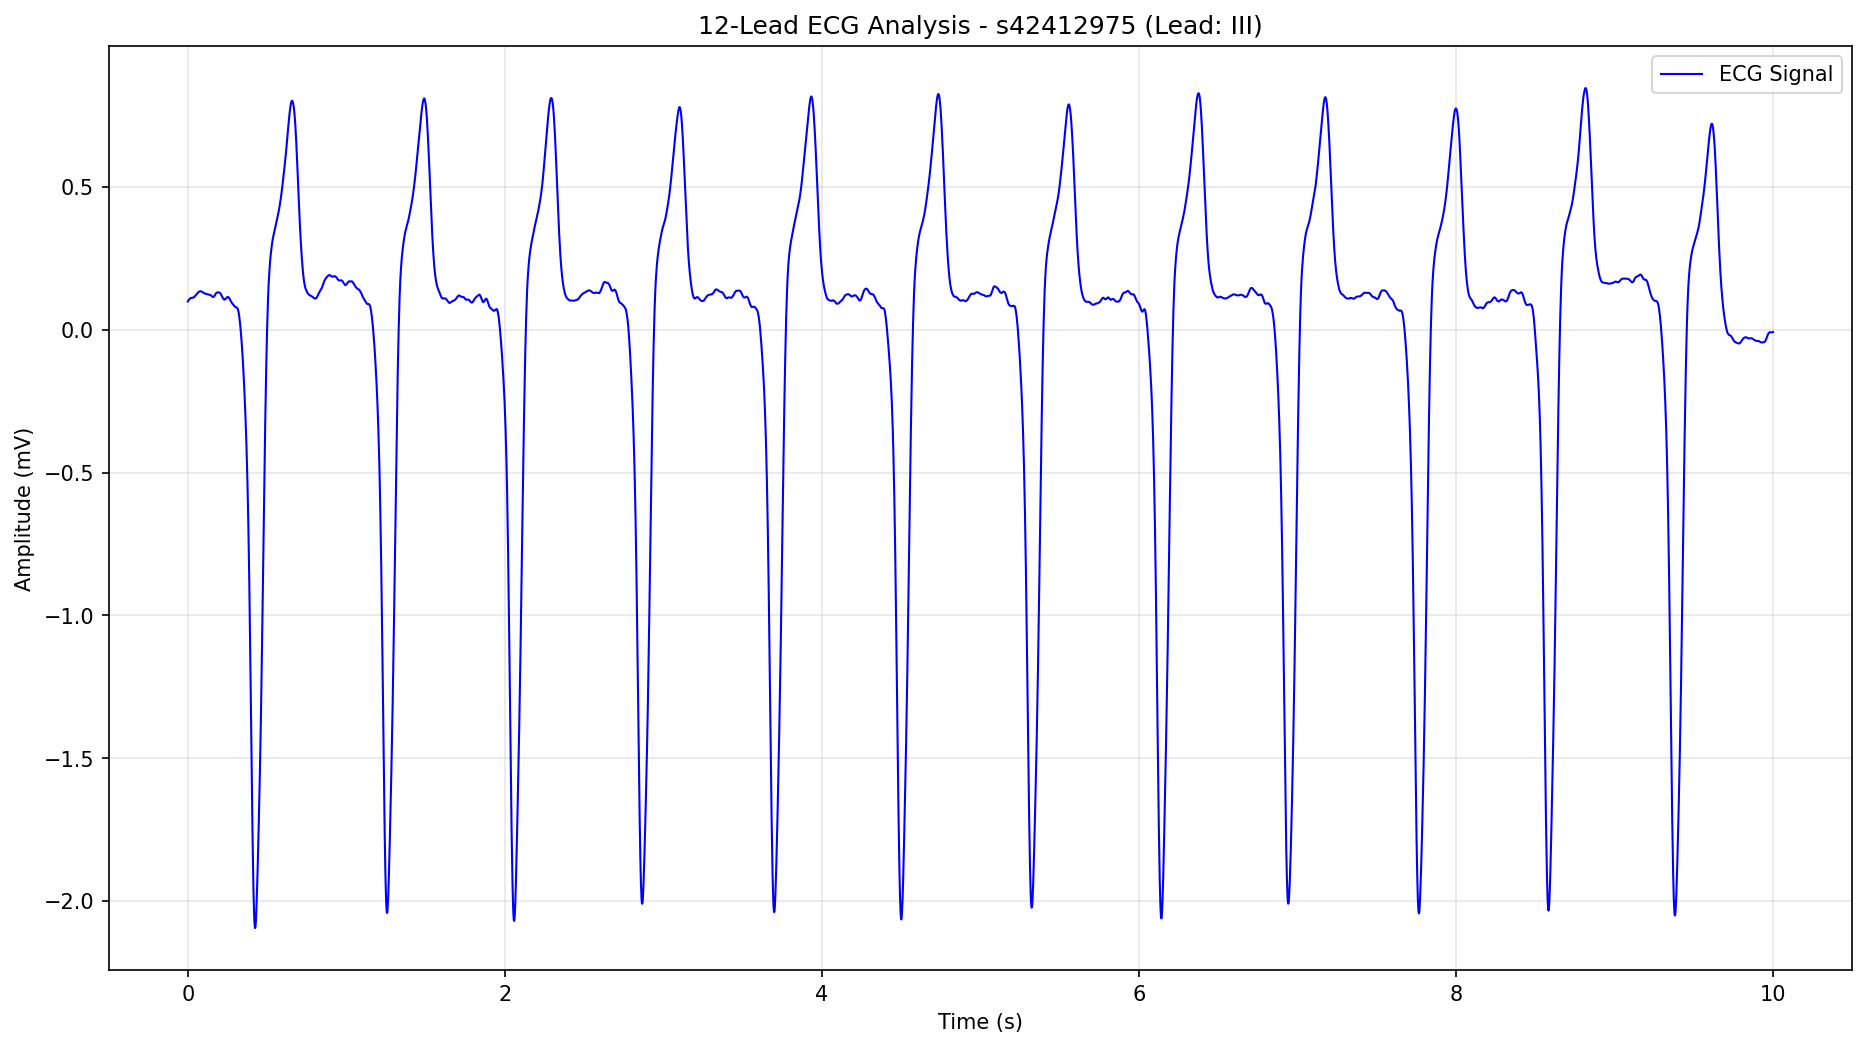 12-Lead ECG Analysis - s42412975 (Lead: III)
ECG Signal
Amplitude (mV)
0.5
0.0
−0.5
−1.0
−1.5
−2.0
0 2 4 6 8 10
Time (s)